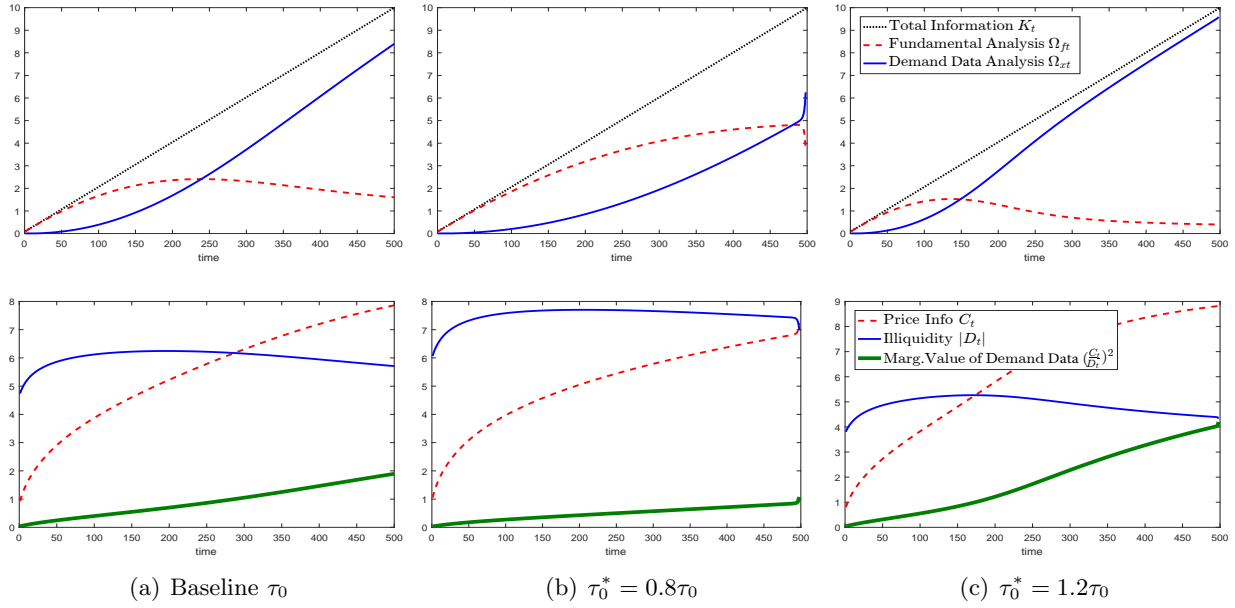 10
9
8
7
6
5
4
3
2
1
0
0 50 100 150 200 250 300 350 400 450 500
time
10
9
8
7
6
5
4
3
2
1
0
0 50 100 150 200 250 300 350 400 450 500
time
10
9
8
7
6
5
4
3
2
1
0
0 50 100 150 200 250 300 350 400 450 500
time
Total Information K_t
Fundamental Analysis Ω_ft
Demand Data Analysis Ω_xt
8
7
6
5
4
3
2
1
0
0 50 100 150 200 250 300 350 400 450 500
time
8
7
6
5
4
3
2
1
0
0 50 100 150 200 250 300 350 400 450 500
time
9
8
7
6
5
4
3
2
1
0
0 50 100 150 200 250 300 350 400 450 500
time
Price Info C_t
Illiquidity |D_t|
Marg.Value of Demand Data (C_t/D_t)²
(a) Baseline τ₀
(b) τ₀* = 0.8τ₀
(c) τ₀* = 1.2τ₀